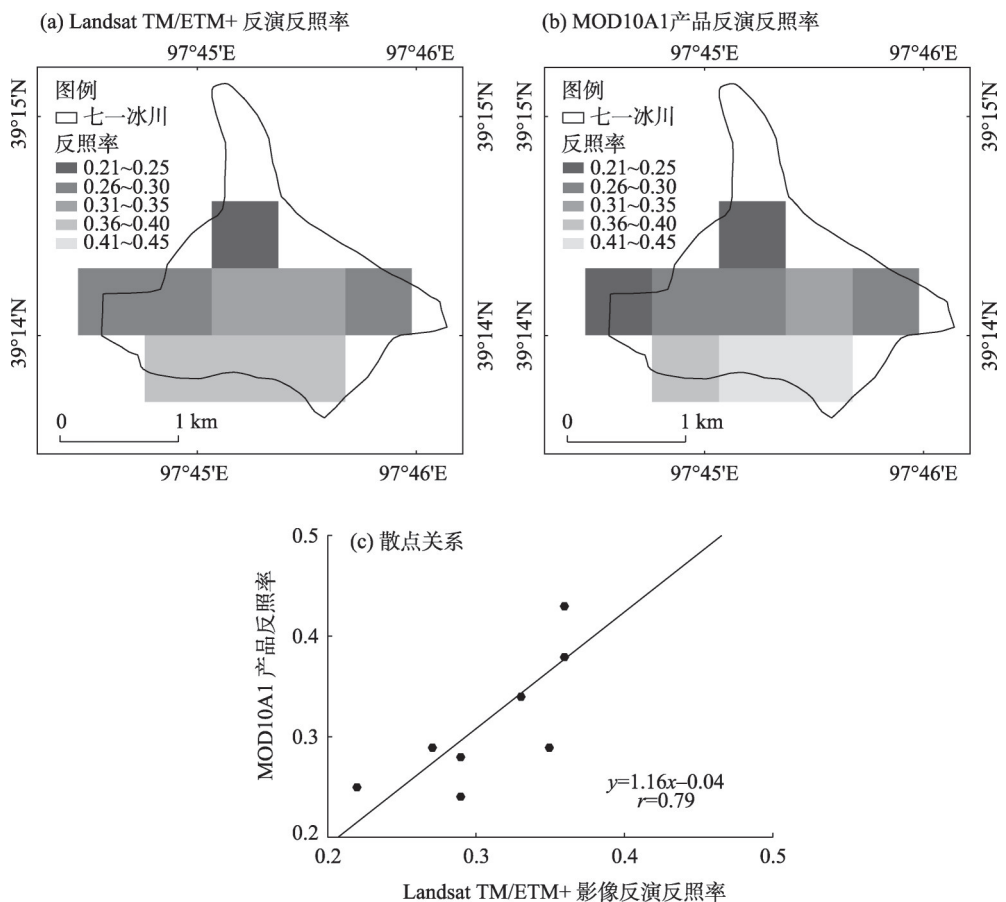 (a) Landsat TM/ETM+ 反演反照率
97°45'E 97°46'E
39°15'N 39°15'N
图例
七一冰川
反照率
0.21~0.25
0.26~0.30
0.31~0.35
0.36~0.40
0.41~0.45
39°14'N 39°14'N
0 1 km
97°45'E 97°46'E
(b) MOD10A1产品反演反照率
97°45'E 97°46'E
39°15'N 39°15'N
图例
七一冰川
反照率
0.21~0.25
0.26~0.30
0.31~0.35
0.36~0.40
0.41~0.45
39°14'N 39°14'N
0 1 km
97°45'E 97°46'E
(c) 散点关系
MOD10A1 产品反照率
0.5
0.4
0.3
0.2
y=1.16x–0.04
r=0.79
0.2 0.3 0.4 0.5
Landsat TM/ETM+ 影像反演反照率